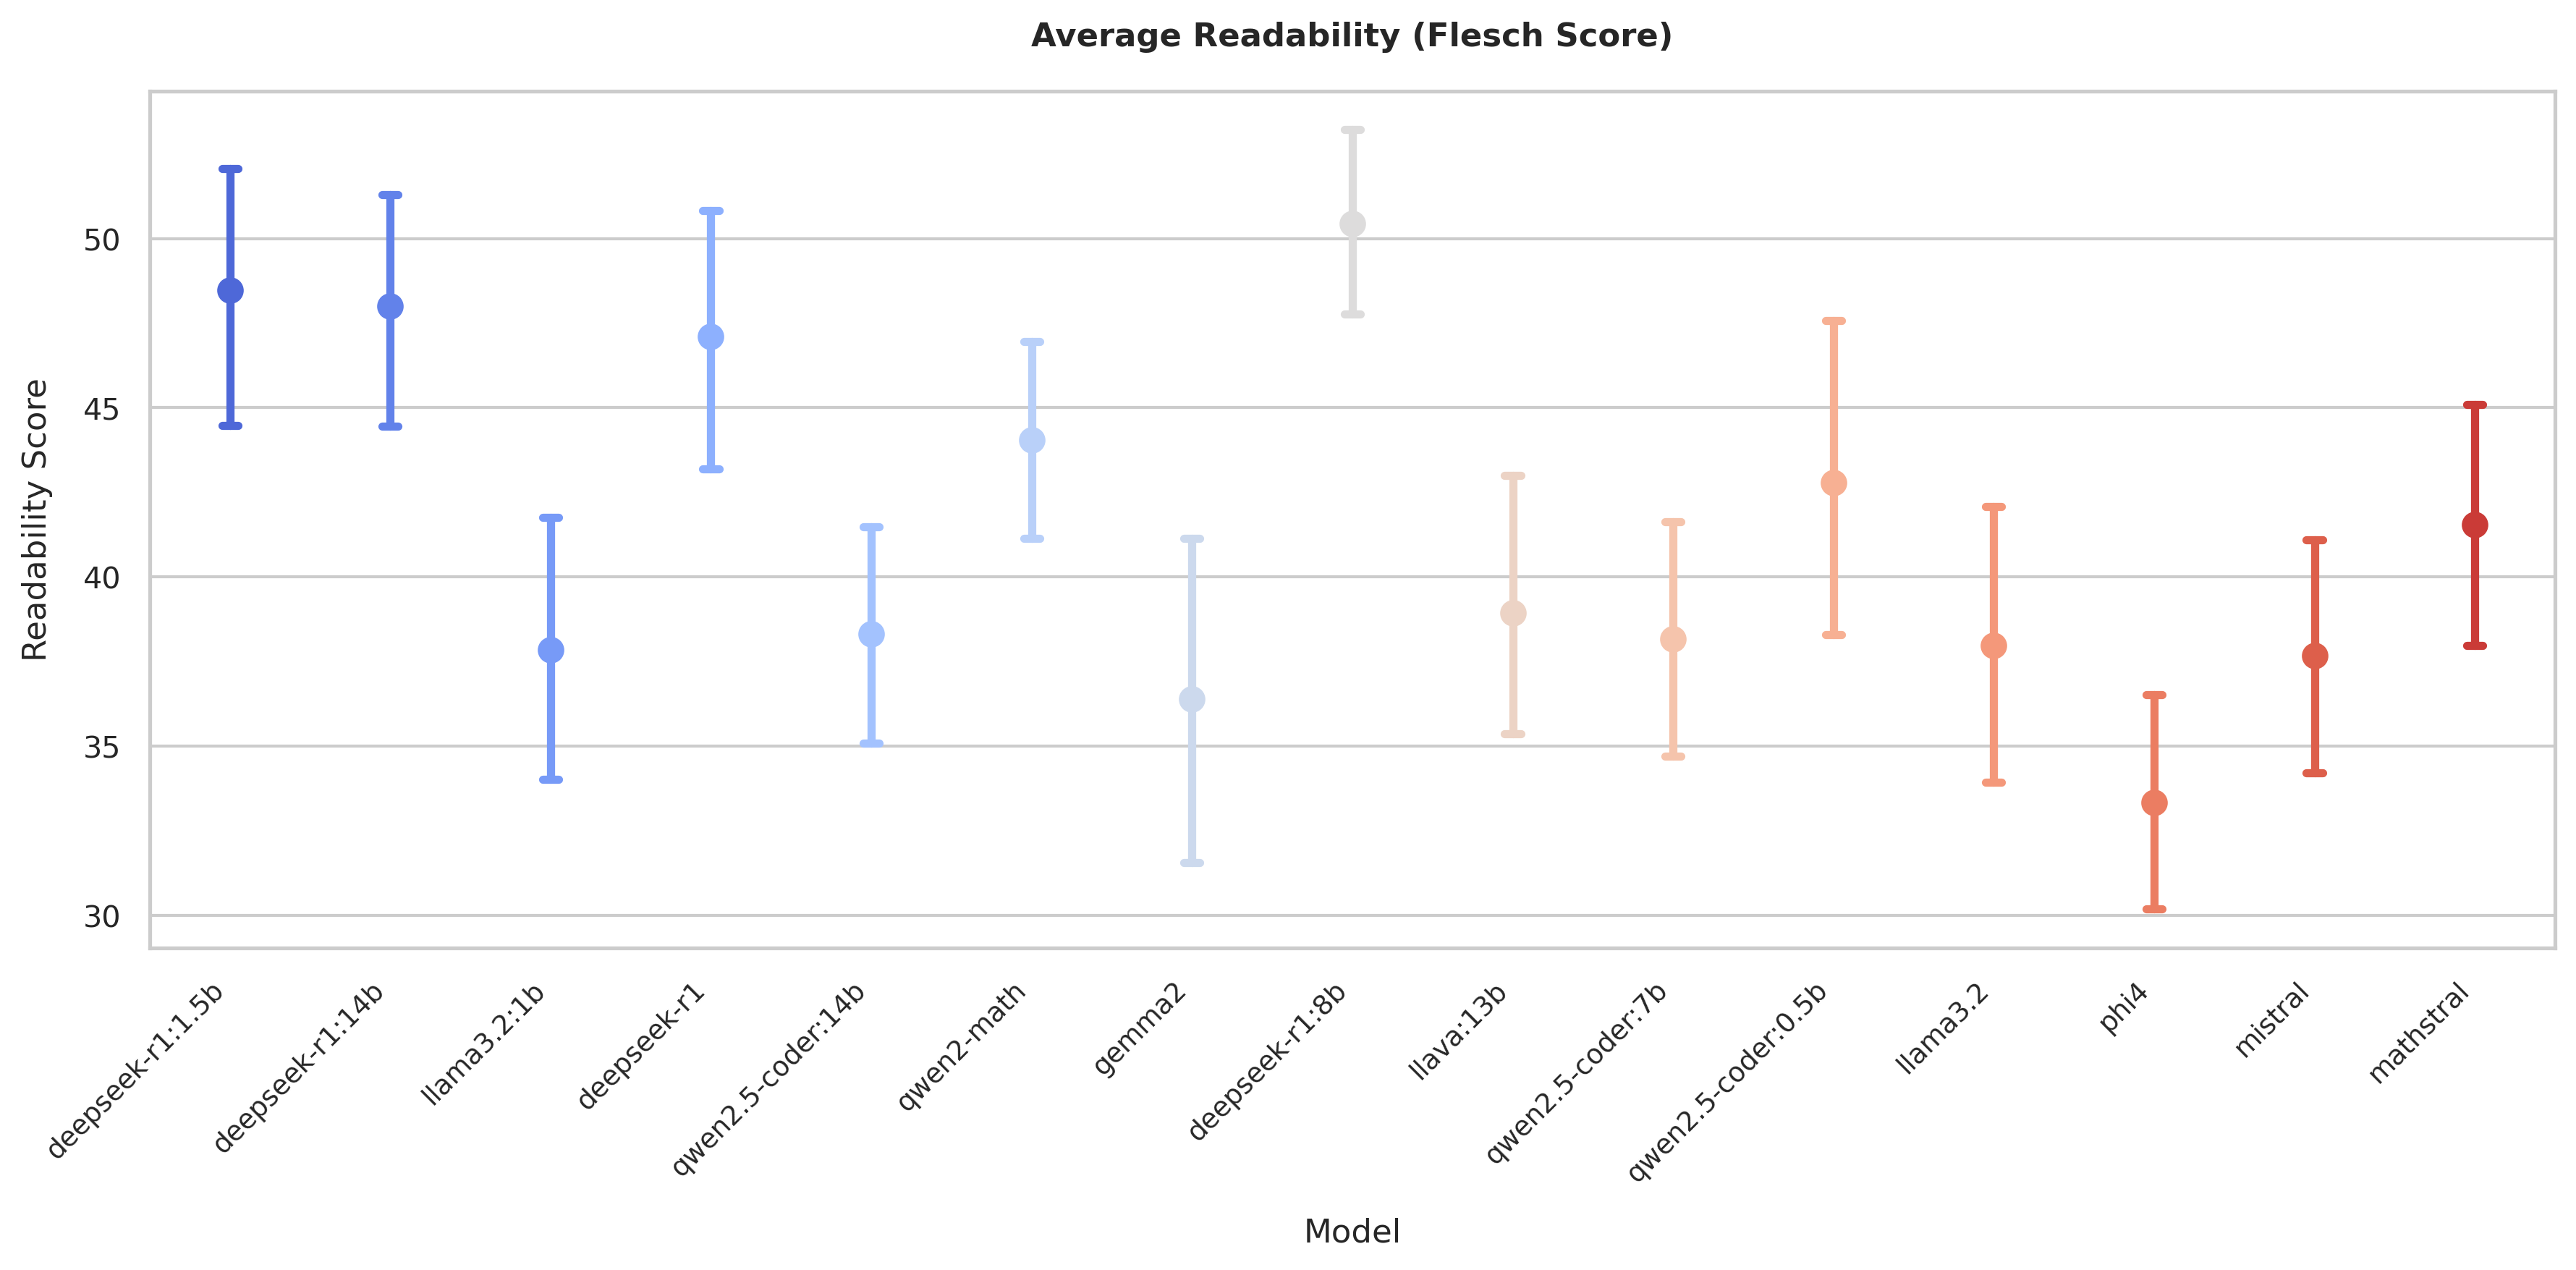 Average Readability (Flesch Score)
Readability Score
50
45
40
35
30
deepseek-r1:1.5b
deepseek-r1:14b
llama3.2:1b
deepseek-r1
qwen2.5-coder:14b
qwen2-math
gemma2
deepseek-r1:8b
llava:13b
qwen2.5-coder:7b
qwen2.5-coder:0.5b
llama3.2
phi4
mistral
mathstral
Model